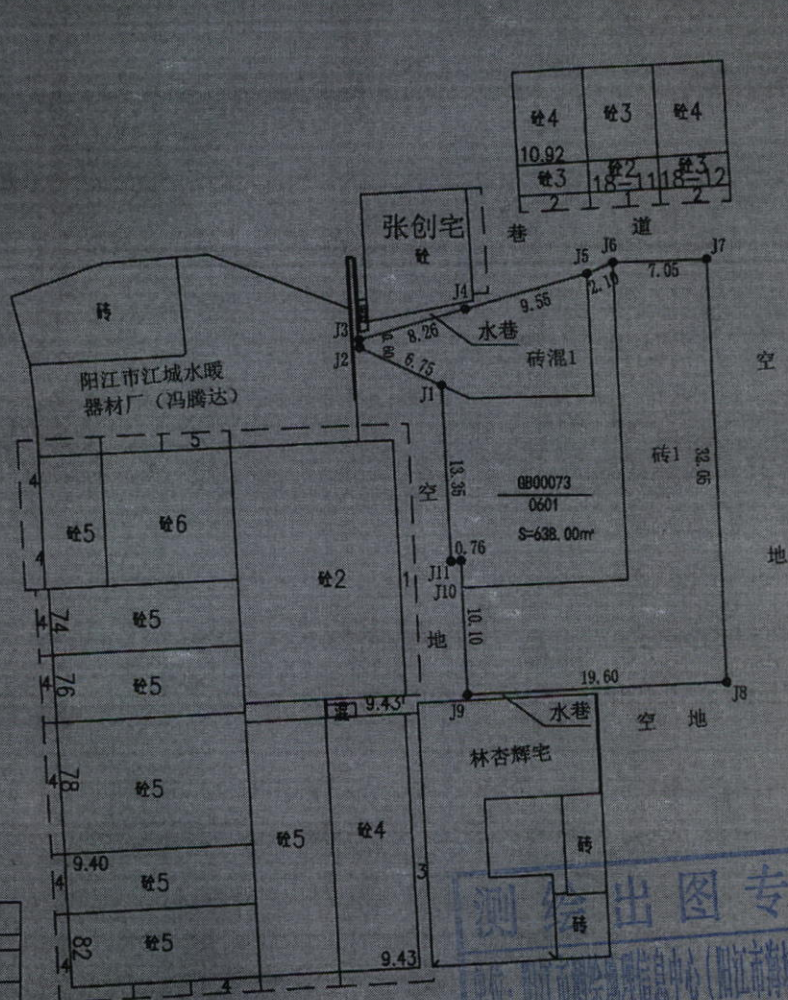 砼4
砼3
砼4
10.92
砼3
砼2
砼3
18-11
18-12
2
1
2
巷 道
张创宅
砼
J7
J6
J5
7.05
2.10
J4
9.55
J3
8.26
水巷
J2
0.80
6.75
砖混1
J1
砖
阳江市江城水暖
器材厂（冯腾达）
空
砖1
32.05
13.35
空
GB00073
0601
S=638.00㎡
地
5
4
砼5
砼6
4
砼2
1
0.76
J11
J10
地
10.10
4
74
砼5
4
76
砼5
9.43
19.60
J9
J8
水巷
空 地
林杏辉宅
4
78
砼5
砼5
砼4
砖
9.40
4
砼5
3
4
82
砼5
9.43
砖
4
测绘出图专